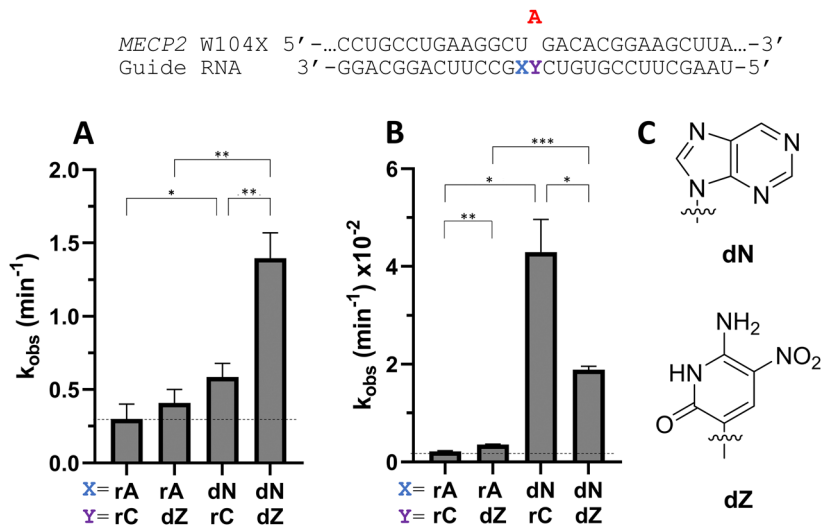 A
MECP2 W104X 5′-…CCUGCCUGAAGGCU GACACGGAAGCUUA…-3′
Guide RNA 3′-GGACGGACUUCCGXYCUGUGCCUUCGAAU-5′
A
kobs (min-1)
2.0
1.5
1.0
0.5
0.0
*
**
**
X= rA rA dN dN
Y= rC dZ rC dZ
B
kobs (min-1) x10-2
6
4
2
0
***
*
*
**
X= rA rA dN dN
Y= rC dZ rC dZ
C
N
N
N
N
dN
NH2
HN
NO2
O
dZ